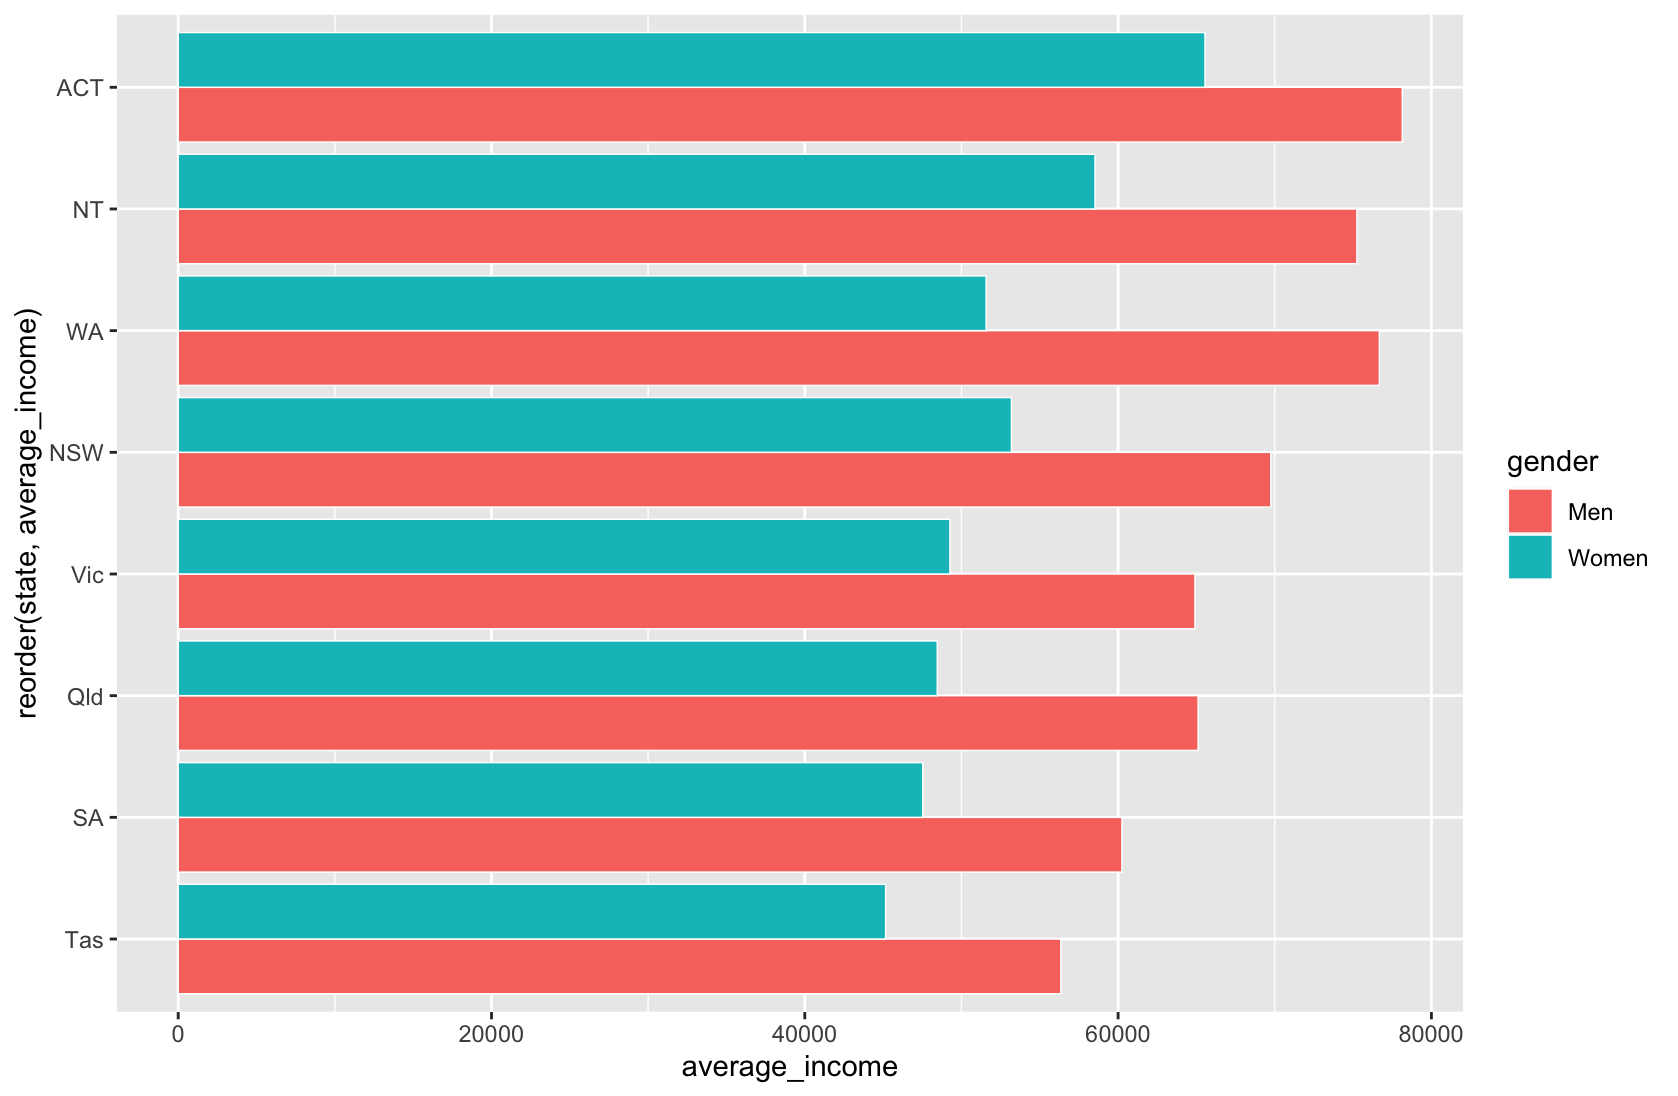 reorder(state, average_income)
ACT
NT
WA
NSW
Vic
Qld
SA
Tas
0 20000 40000 60000 80000
average_income
gender
Men
Women